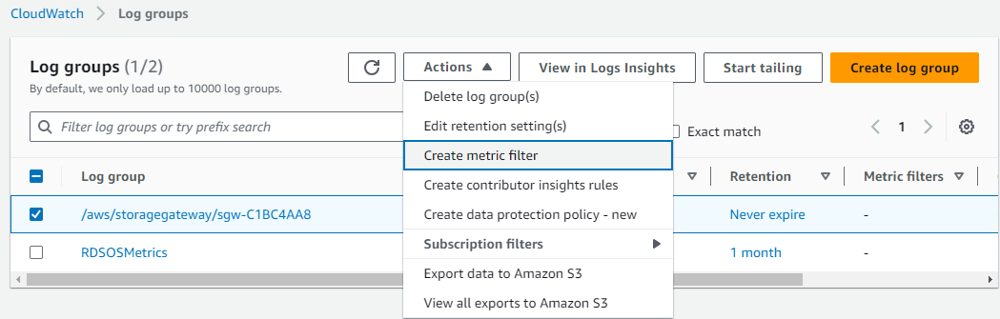 CloudWatch > Log groups
Log groups (1/2)
By default, we only load up to 10000 log groups.
Actions
View in Logs Insights
Start tailing
Create log group
Filter log groups or try prefix search
Exact match
1
Delete log group(s)
Edit retention setting(s)
Create metric filter
Create contributor insights rules
Create data protection policy - new
Subscription filters
Export data to Amazon S3
View all exports to Amazon S3
Log group
Retention
Metric filters
/aws/storagegateway/sgw-C1BC4AA8
Never expire
-
RDSOSMetrics
1 month
-